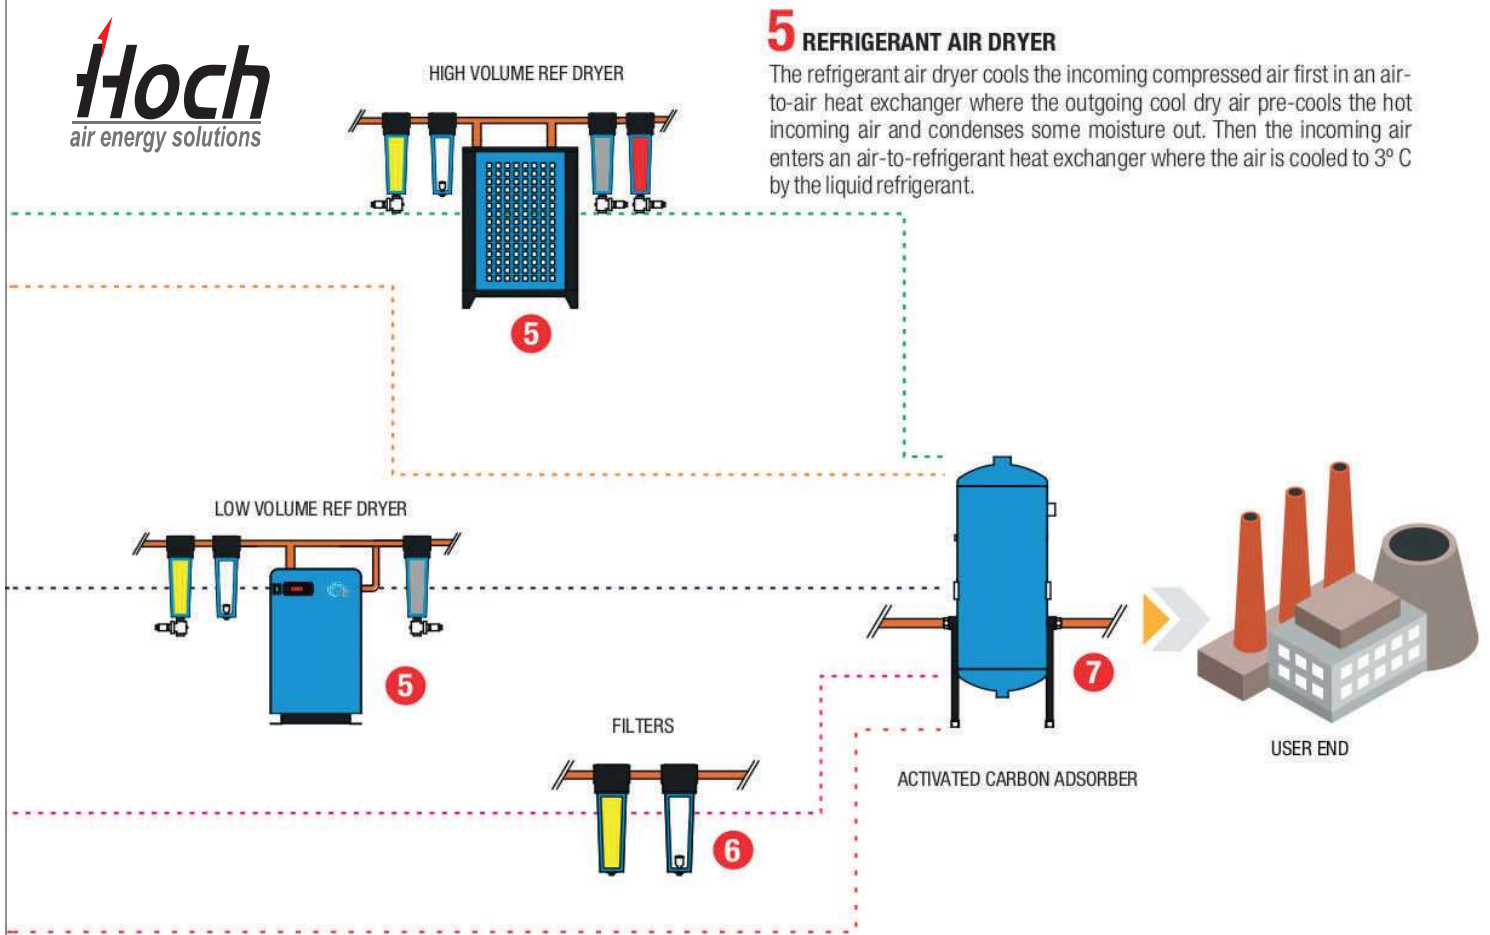 Hoch
air energy solutions
HIGH VOLUME REF DRYER
5 REFRIGERANT AIR DRYER
The refrigerant air dryer cools the incoming compressed air first in an air-
to-air heat exchanger where the outgoing cool dry air pre-cools the hot
incoming air and condenses some moisture out. Then the incoming air
enters an air-to-refrigerant heat exchanger where the air is cooled to 3º C
by the liquid refrigerant.
5
LOW VOLUME REF DRYER
5
7
FILTERS
USER END
ACTIVATED CARBON ADSORBER
6